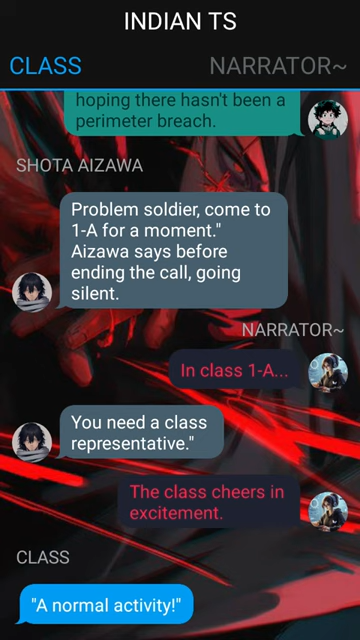 INDIAN TS
CLASS NARRATOR~
hoping there hasn't been a
perimeter breach.
SHOTA AIZAWA
Problem soldier, come to
1-A for a moment."
Aizawa says before
ending the call, going
silent.
NARRATOR~
In class 1-A...
You need a class
representative."
The class cheers in
excitement.
CLASS
"A normal activity!"